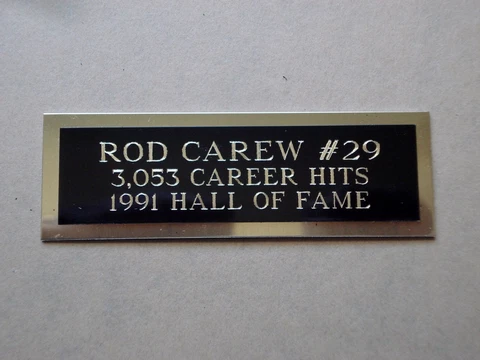 ROD CAREW #29
3,053 CAREER HITS
1991 HALL OF FAME